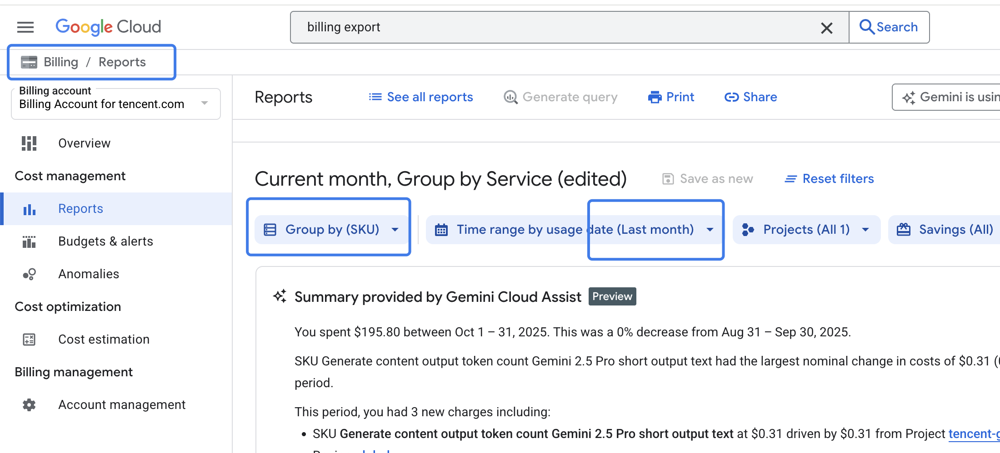 Google Cloud
billing export
Search
Billing / Reports
Billing account
Billing Account for tencent.com
Overview
Cost management
Reports
Budgets & alerts
Anomalies
Cost optimization
Cost estimation
Billing management
Account management
Reports
See all reports
Generate query
Print
Share
Gemini is usin
Current month, Group by Service (edited)
Save as new
Reset filters
Group by (SKU)
Time range by usage date (Last month)
Projects (All 1)
Savings (All)
Summary provided by Gemini Cloud Assist Preview
You spent $195.80 between Oct 1 – 31, 2025. This was a 0% decrease from Aug 31 – Sep 30, 2025.
SKU Generate content output token count Gemini 2.5 Pro short output text had the largest nominal change in costs of $0.31 (
period.
This period, you had 3 new charges including:
• SKU Generate content output token count Gemini 2.5 Pro short output text at $0.31 driven by $0.31 from Project tencent-g